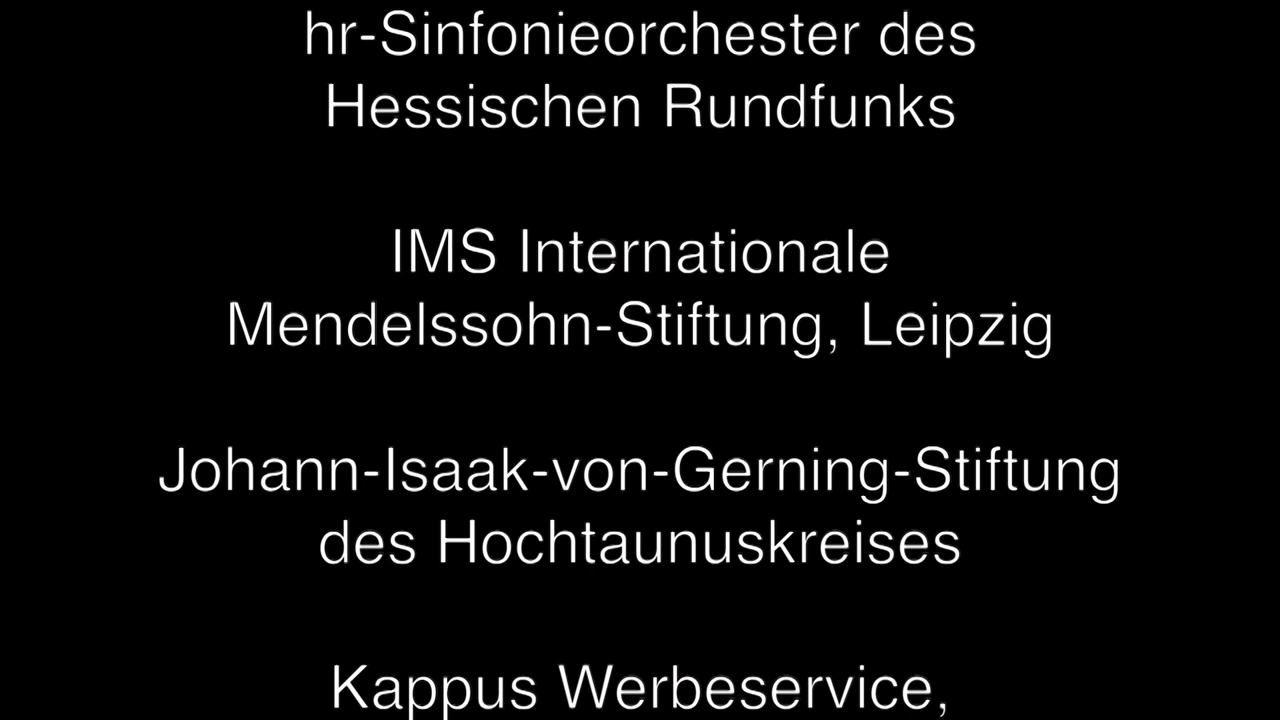 hr-Sinfonieorchester des
Hessischen Rundfunks
IMS Internationale
Mendelssohn-Stiftung, Leipzig
Johann-Isaak-von-Gerning-Stiftung
des Hochtaunuskreises
Kappus Werbeservice,